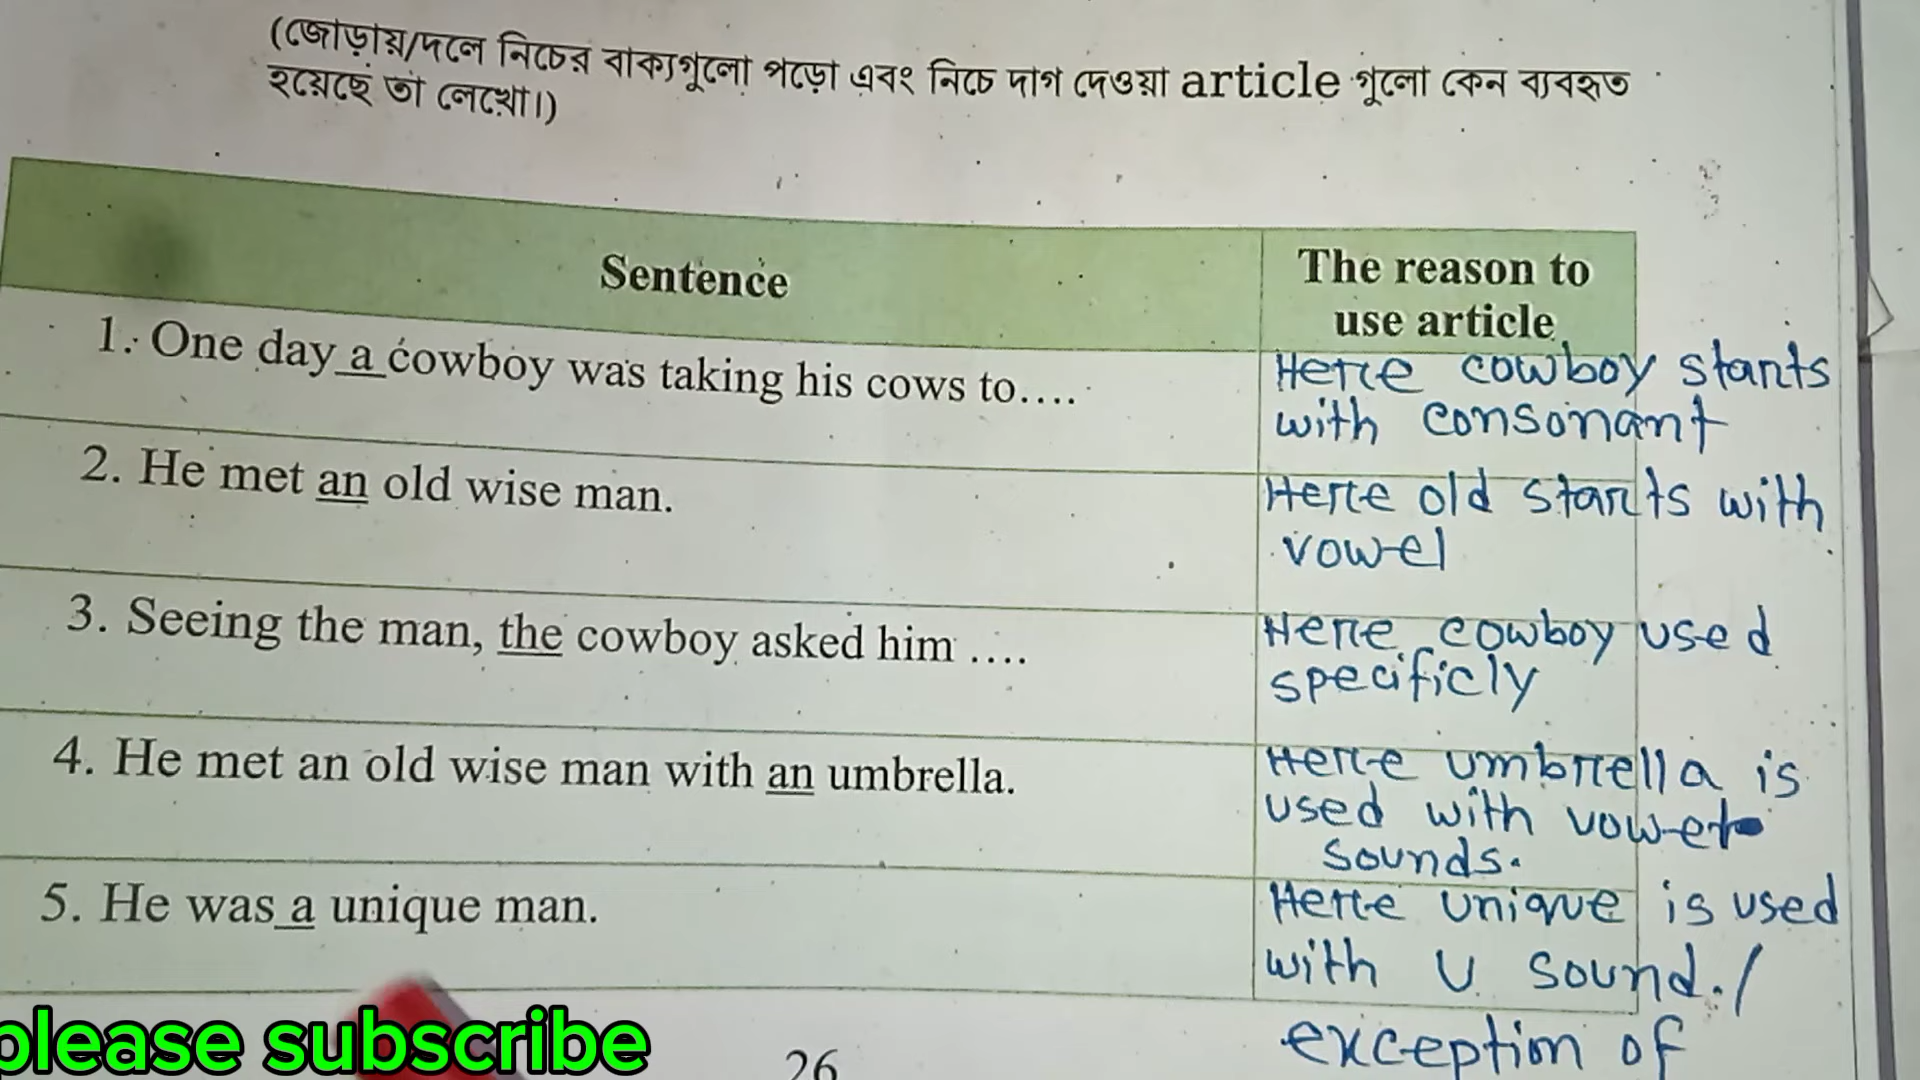 (জোড়ায়/দলে নিচের বাক্যগুলো পড়ো এবং নিচে দাগ দেওয়া article গুলো কেন ব্যবহৃত
হয়েছে তা লেখো।)
Sentence
The reason to
use article
1. One day a cowboy was taking his cows to....
Here cowboy starts
with consonant
2. He met an old wise man.
Here old starts with
vowel
3. Seeing the man, the cowboy asked him ....
Here cowboy used
specificly
4. He met an old wise man with an umbrella.
Here umbrella is
used with vowel
sounds.
5. He was a unique man.
Here unique is used
with U sound./
exception of
please subscribe
26